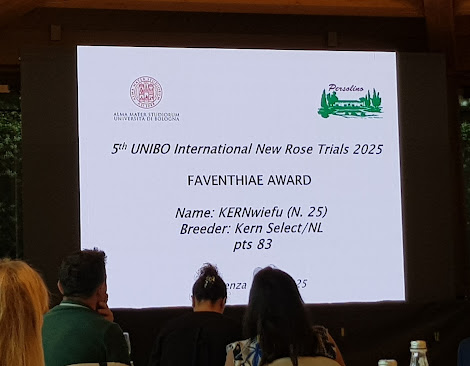 ALMA MATER STUDIORUM
UNIVERSITÀ DI BOLOGNA
Persolino
5th UNIBO International New Rose Trials 2025
FAVENTHIAE AWARD
Name: KERNwiefu (N. 25)
Breeder: Kern Select/NL
pts 83